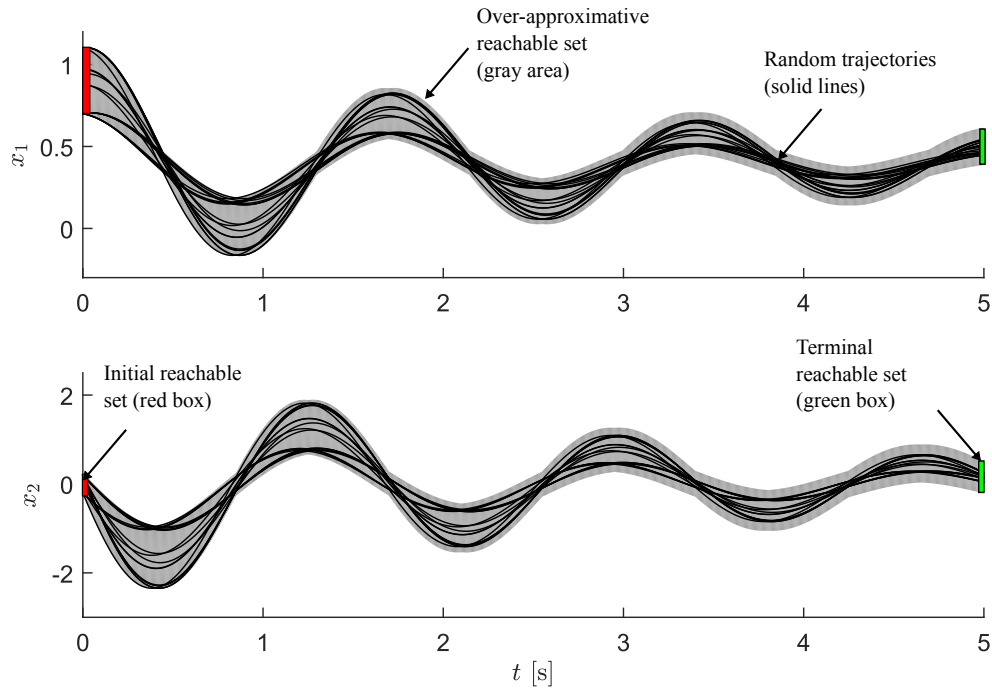 Over-approximative
reachable set
(gray area)
Random trajectories
(solid lines)
1
0.5
0
x1
0 1 2 3 4 5
Initial reachable
set (red box)
Terminal
reachable set
(green box)
2
0
-2
x2
0 1 2 3 4 5
t [s]